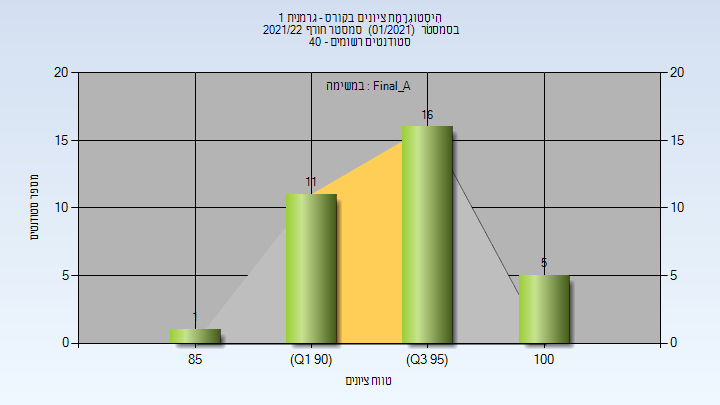 היסטוגרמת ציונים בקורס - גרמנית 1
בסמסטר (01/2021) סמסטר חורף 2021/22
סטודנטים רשומים - 40
במשימה : Final_A
מספר סטודנטים
20
15
10
5
0
20
15
10
5
0
1
11
16
5
85
(Q1 90)
(Q3 95)
100
טווח ציונים